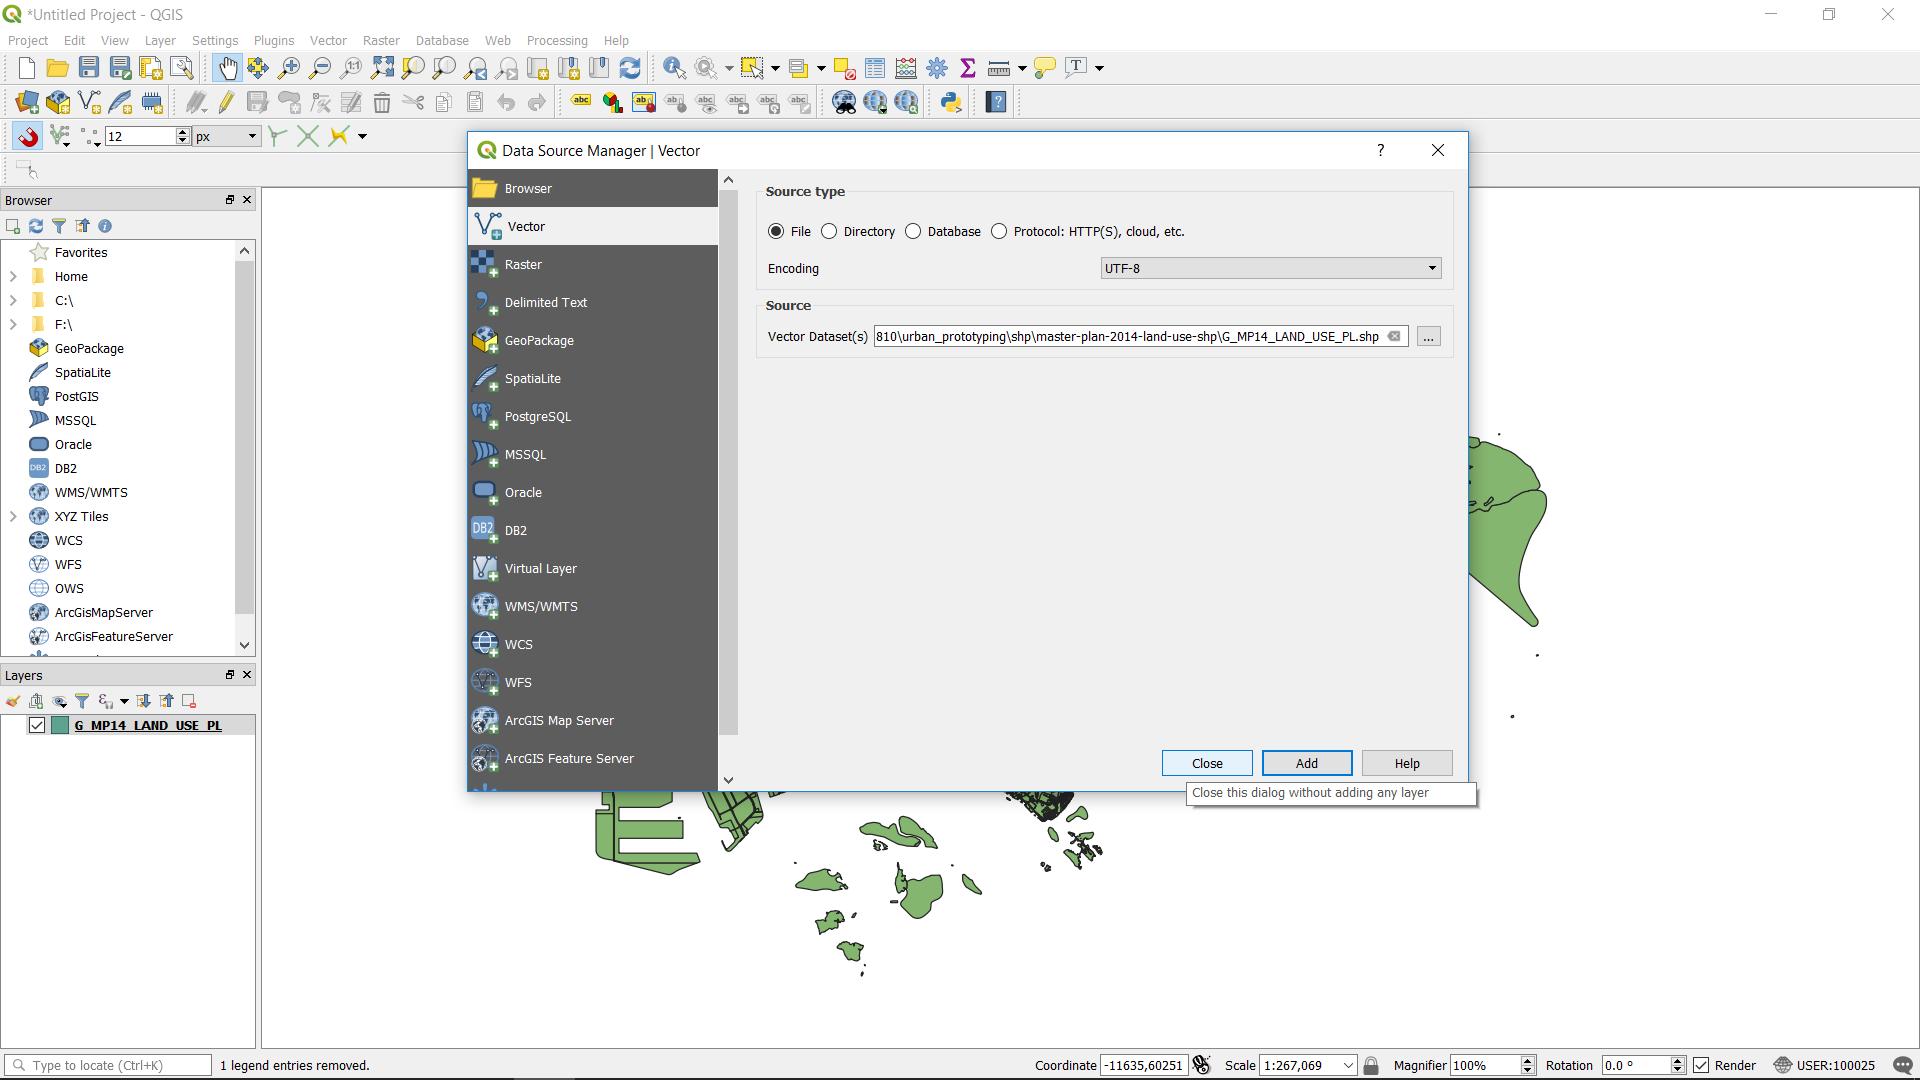 *Untitled Project - QGIS
Project Edit View Layer Settings Plugins Vector Raster Database Web Processing Help
12 px
Browser
Favorites
Home
C:\
F:\
GeoPackage
SpatiaLite
PostGIS
MSSQL
Oracle
DB2
WMS/WMTS
XYZ Tiles
WCS
WFS
OWS
ArcGisMapServer
ArcGisFeatureServer
Layers
G_MP14_LAND_USE_PL
Data Source Manager | Vector
?
Browser
Vector
Raster
Delimited Text
GeoPackage
SpatiaLite
PostgreSQL
MSSQL
Oracle
DB2
Virtual Layer
WMS/WMTS
WCS
WFS
ArcGIS Map Server
ArcGIS Feature Server
Source type
File Directory Database Protocol: HTTP(S), cloud, etc.
Encoding UTF-8
Source
Vector Dataset(s) 810\urban_prototyping\shp\master-plan-2014-land-use-shp\G_MP14_LAND_USE_PL.shp ...
Close Add Help
Close this dialog without adding any layer
Type to locate (Ctrl+K) 1 legend entries removed. Coordinate -11635,60251 Scale 1:267,069 Magnifier 100% Rotation 0.0 ° Render USER:100025